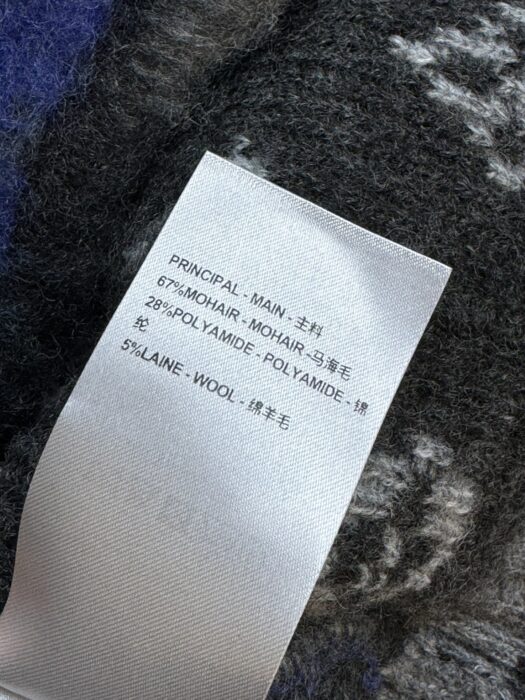 PRINCIPAL - MAIN - 主料
67%MOHAIR - MOHAIR -马海毛
28%POLYAMIDE - POLYAMIDE - 锦
纶
5%LAINE - WOOL - 绵羊毛